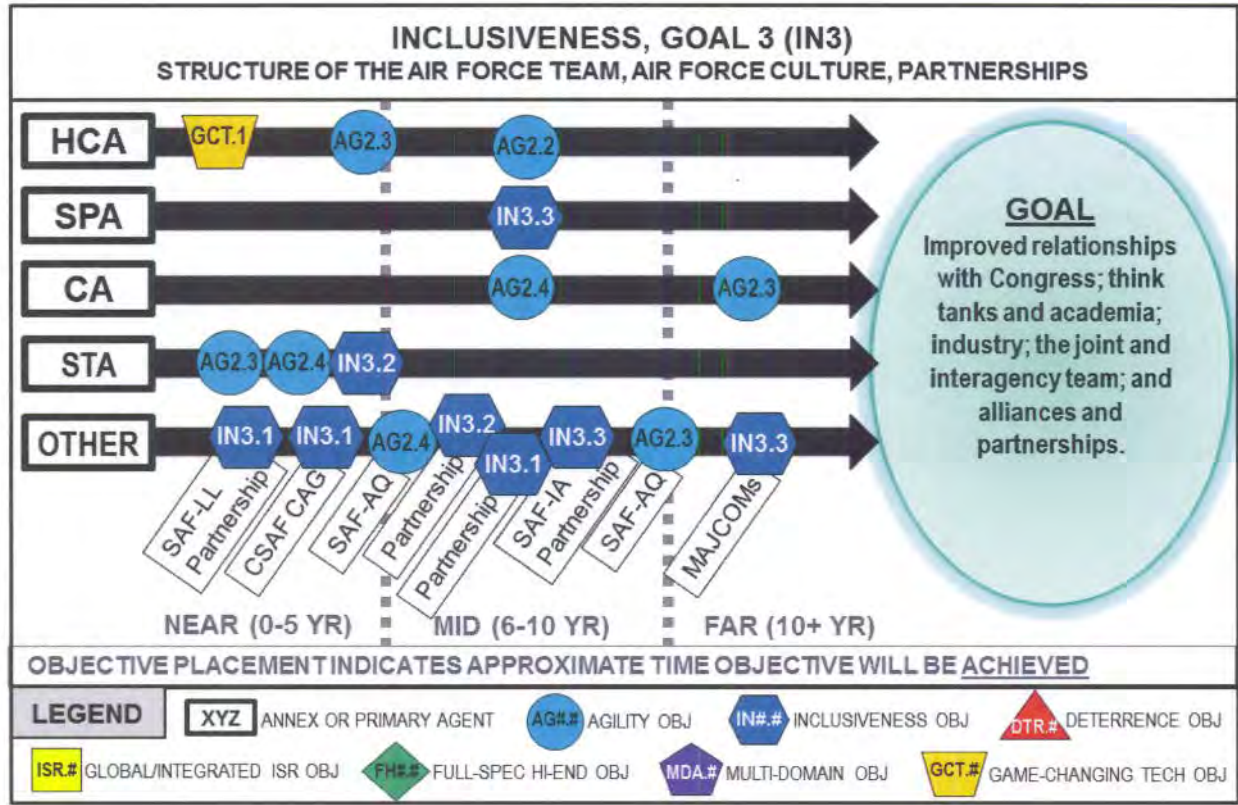 INCLUSIVENESS, GOAL 3 (IN3)
STRUCTURE OF THE AIR FORCE TEAM, AIR FORCE CULTURE, PARTNERSHIPS
HCA
GCT.1
AG2.3
AG2.2
SPA
IN3.3
CA
AG2.4
AG2.3
STA
AG2.3
AG2.4
IN3.2
OTHER
IN3.1
IN3.1
AG2.4
IN3.2
IN3.1
IN3.3
AG2.3
IN3.3
SAF-LL
Partnership
CSAF CAG
SAF-AQ
Partnership
Partnership
SAF-IA
Partnership
SAF-AQ
MAJCOMs
NEAR (0-5 YR)
MID (6-10 YR)
FAR (10+ YR)
GOAL
Improved relationships
with Congress; think
tanks and academia;
industry; the joint and
interagency team; and
alliances and
partnerships.
OBJECTIVE PLACEMENT INDICATES APPROXIMATE TIME OBJECTIVE WILL BE ACHIEVED
LEGEND
XYZ ANNEX OR PRIMARY AGENT
AG#.# AGILITY OBJ
IN#.# INCLUSIVENESS OBJ
DTR.# DETERRENCE OBJ
ISR.# GLOBAL/INTEGRATED ISR OBJ
FH#.# FULL-SPEC HI-END OBJ
MDA.# MULTI-DOMAIN OBJ
GCT.# GAME-CHANGING TECH OBJ